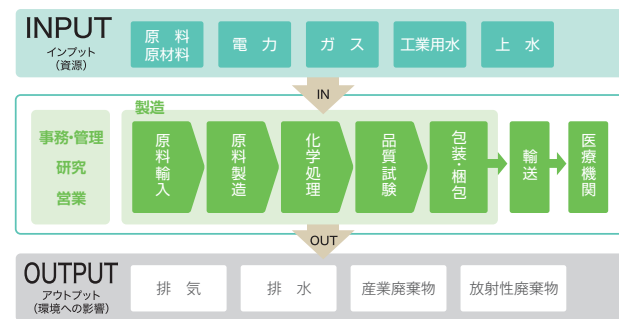 INPUT
インプット
(資源)
原 料
原材料
電 力
ガ ス
工業用水
上 水
IN
製造
事務・管理
研究
営業
原料輸入
原料製造
化学処理
品質試験
包装・梱包
輸送
医療機関
OUT
OUTPUT
アウトプット
(環境への影響)
排 気
排 水
産業廃棄物
放射性廃棄物